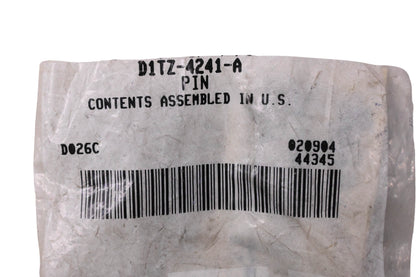 D1TZ-4241-A
PIN
CONTENTS ASSEMBLED IN U.S.
D026C 020904
44345